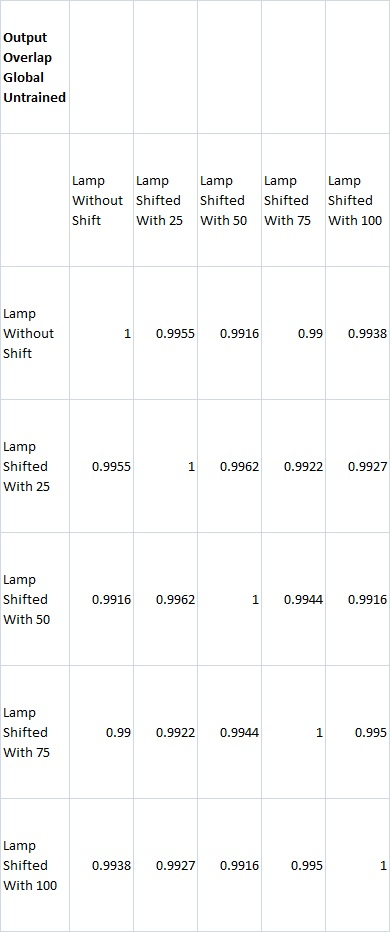 Output
Overlap
Global
Untrained
Lamp
Without
Shift
Lamp
Shifted
With 25
Lamp
Shifted
With 50
Lamp
Shifted
With 75
Lamp
Shifted
With 100
Lamp
Without
Shift
1 0.9955 0.9916 0.99 0.9938
Lamp
Shifted
With 25
0.9955 1 0.9962 0.9922 0.9927
Lamp
Shifted
With 50
0.9916 0.9962 1 0.9944 0.9916
Lamp
Shifted
With 75
0.99 0.9922 0.9944 1 0.995
Lamp
Shifted
With 100
0.9938 0.9927 0.9916 0.995 1